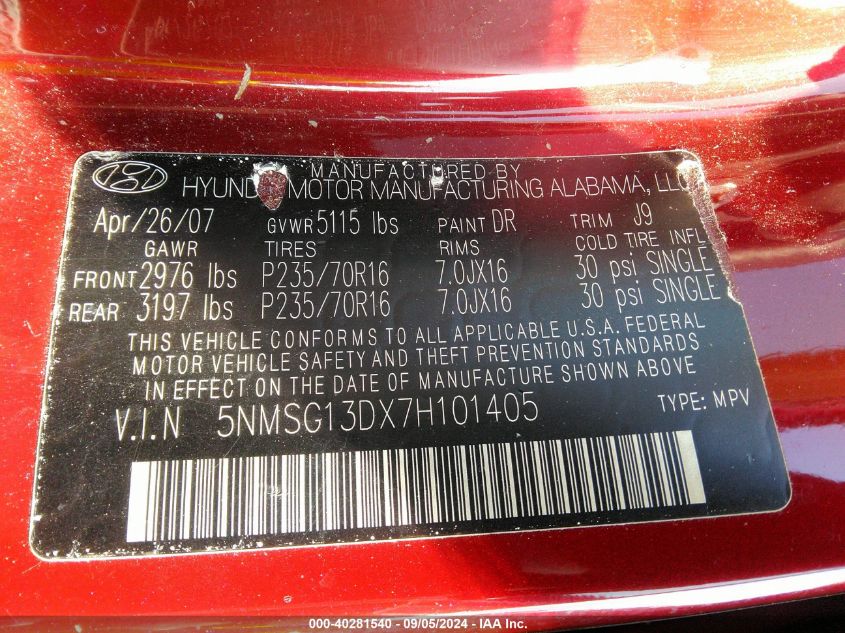 MANUFACTURED BY
HYUNDAI MOTOR MANUFACTURING ALABAMA, LLC
Apr/26/07 GVWR 5115 lbs PAINT DR TRIM J9
GAWR TIRES RIMS COLD TIRE INFL
FRONT 2976 lbs P235/70R16 7.0JX16 30 psi SINGLE
REAR 3197 lbs P235/70R16 7.0JX16 30 psi SINGLE
THIS VEHICLE CONFORMS TO ALL APPLICABLE U.S.A. FEDERAL
MOTOR VEHICLE SAFETY AND THEFT PREVENTION STANDARDS
IN EFFECT ON THE DATE OF MANUFACTURE SHOWN ABOVE
V.I.N 5NMSG13DX7H101405 TYPE: MPV
000-40281540 - 09/05/2024 - IAA Inc.